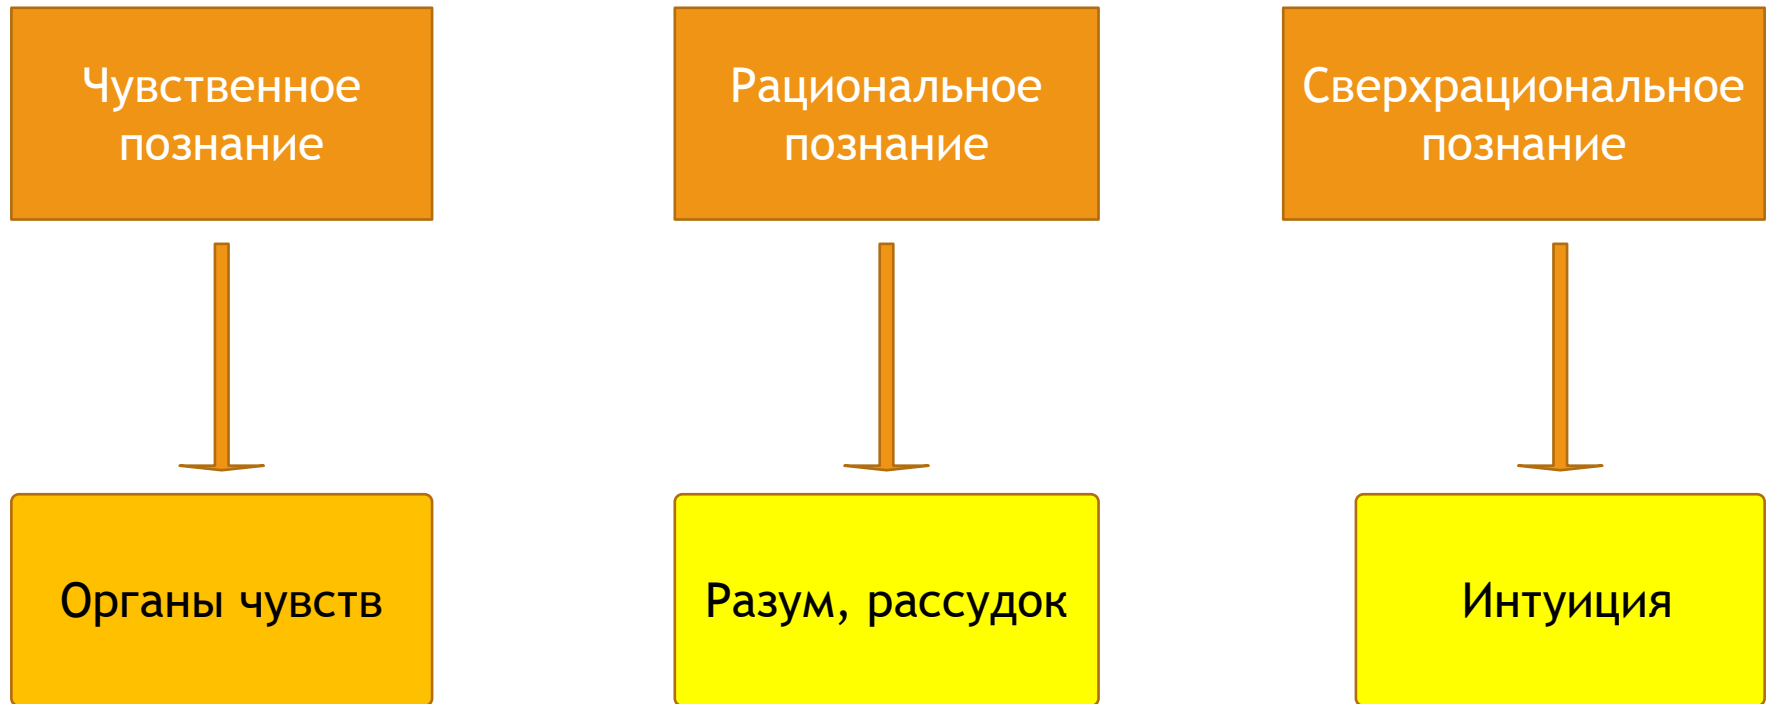 Чувственное
познание
Рациональное
познание
Сверхрациональное
познание
Органы чувств
Разум, рассудок
Интуиция